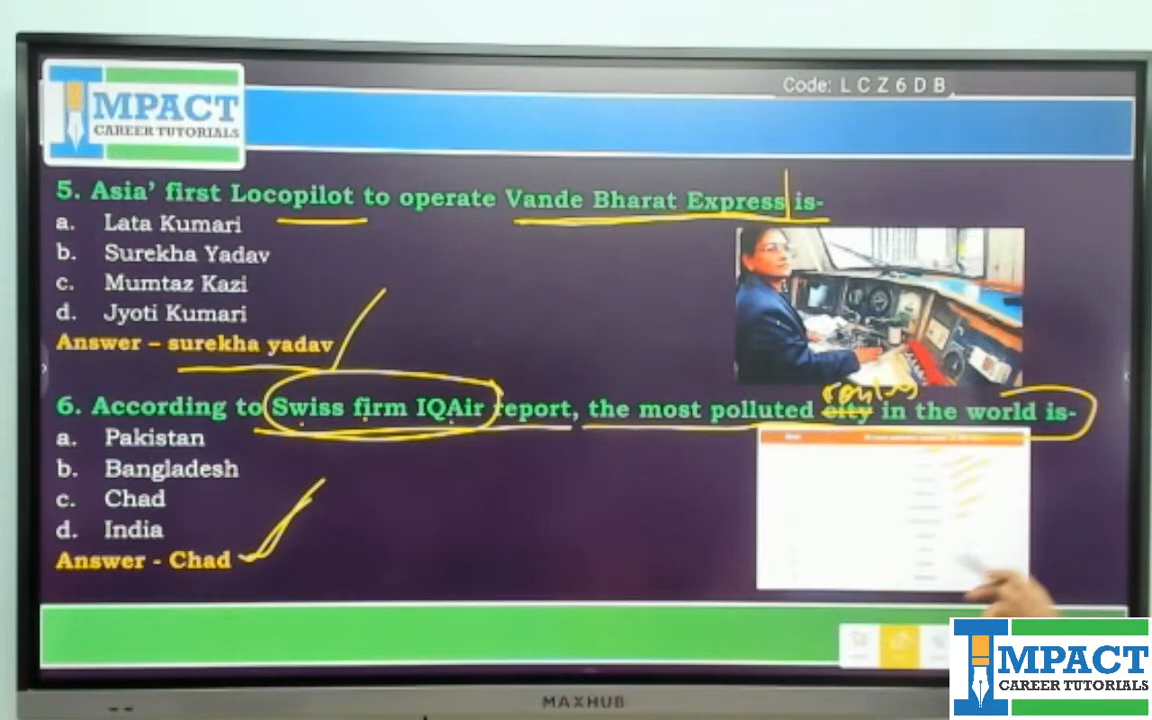 IMPACT
CAREER TUTORIALS
Code: L C Z 6 D B
5. Asia' first Locopilot to operate Vande Bharat Express is-
a. Lata Kumari
b. Surekha Yadav
c. Mumtaz Kazi
d. Jyoti Kumari
Answer – surekha yadav
6. According to Swiss firm IQAir report, the most polluted city in the world is-
a. Pakistan
b. Bangladesh
c. Chad
d. India
Answer - Chad
MAXHUB
IMPACT
CAREER TUTORIALS